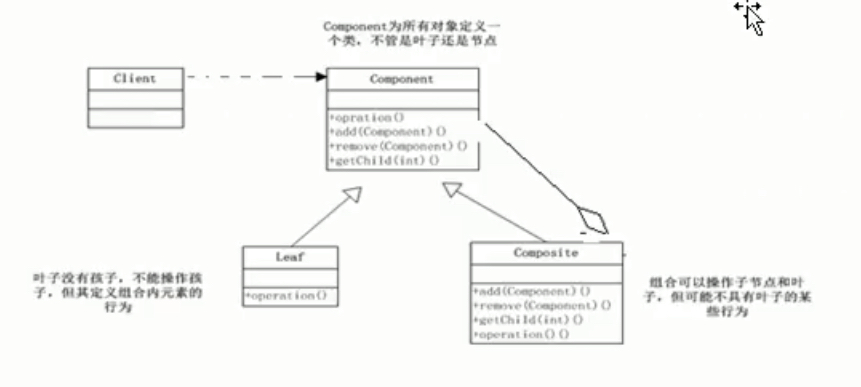 Component为所有对象定义一
个类，不管是叶子还是节点
Client
Component
+opration()
+add(Component)()
+remove(Component)()
+getChild(int)()
Leaf
+operation()
叶子没有孩子，不能操作孩
子，但其定义组合内元素的
行为
Composite
+add(Component)()
+remove(Component)()
+getChild(int)()
+operation()()
组合可以操作子节点和叶
子，但可能不具有叶子的某
些行为